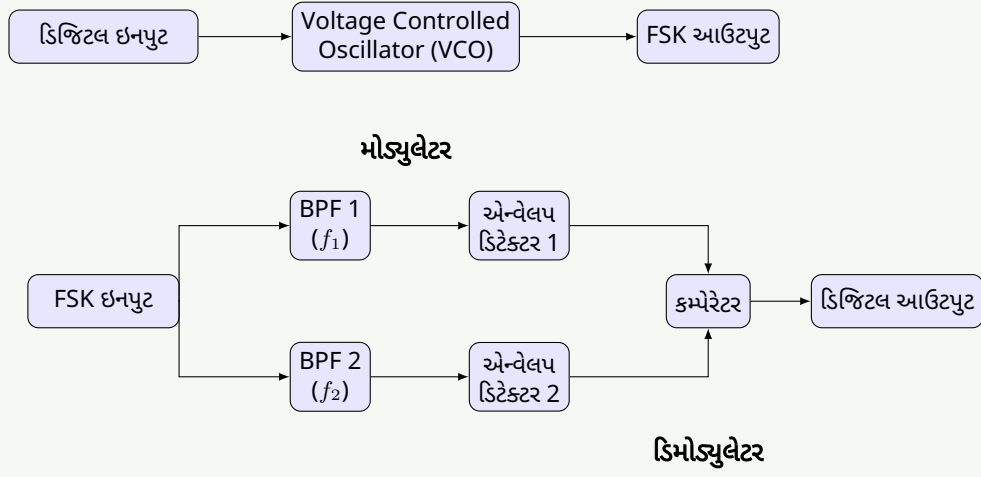 ડિજિટલ ઇનપુટ
Voltage Controlled
Oscillator (VCO)
FSK આઉટપુટ
મોડ્યુલેટર
BPF 1
(f₁)
એન્વેલપ
ડિટેક્ટર 1
FSK ઇનપુટ
કમ્પેરેટર
ડિજિટલ આઉટપુટ
BPF 2
(f₂)
એન્વેલપ
ડિટેક્ટર 2
ડિમોડ્યુલેટર